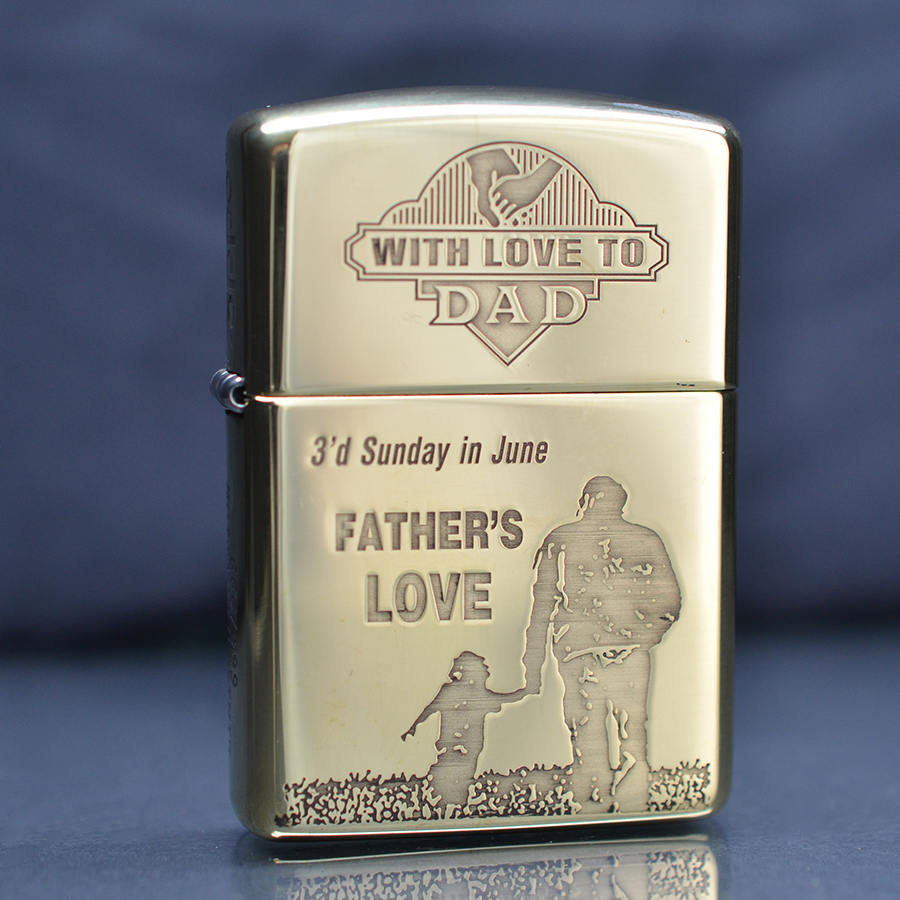 WITH LOVE TO
DAD
3'd Sunday in June
FATHER'S
LOVE